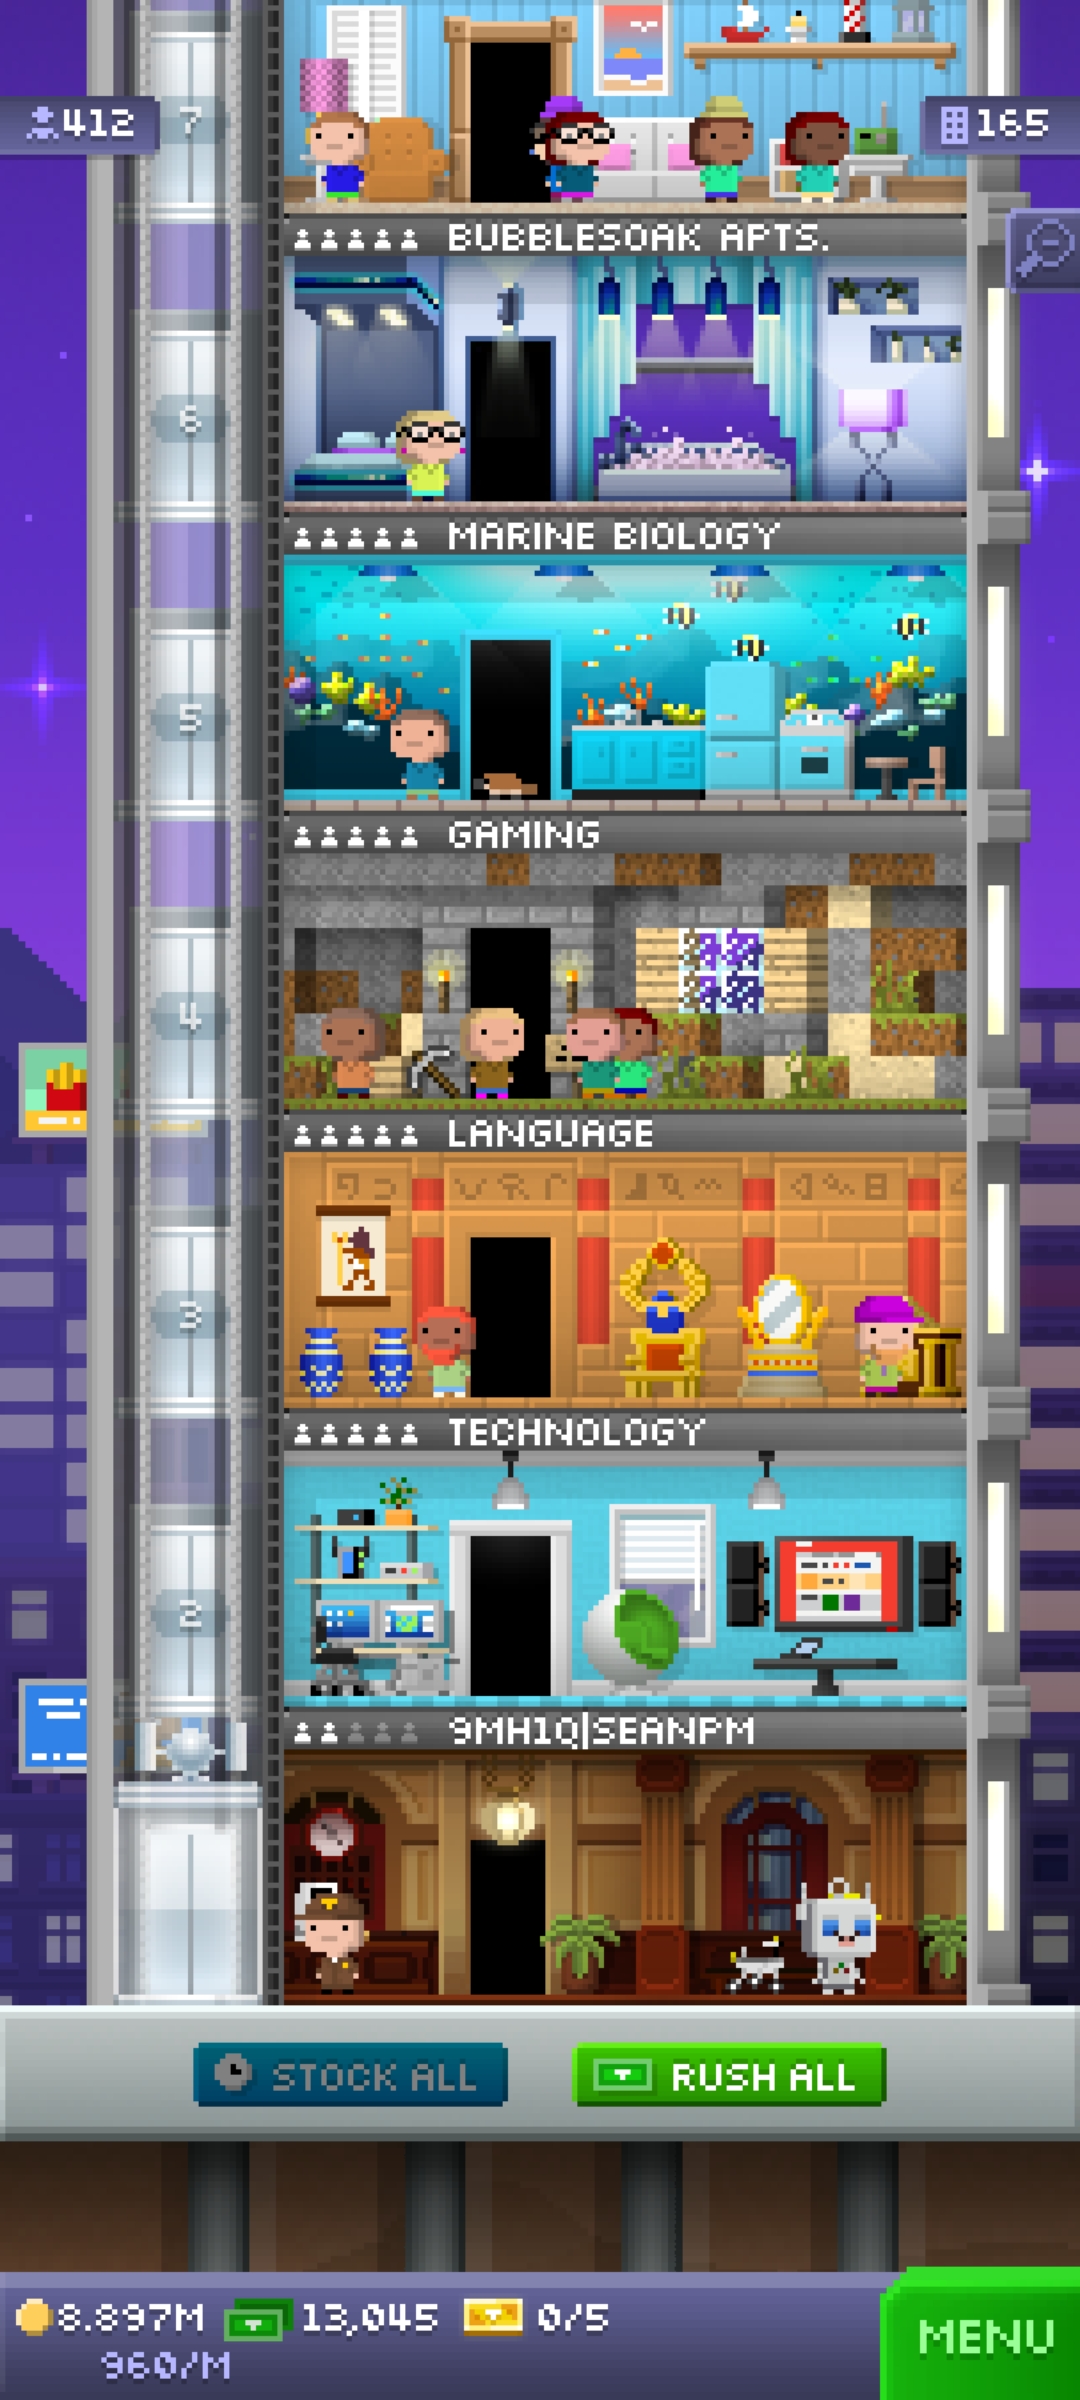 7
412
165
BUBBLESOAK APTS.
6
MARINE BIOLOGY
5
GAMING
4
LANGUAGE
3
TECHNOLOGY
2
9MH1Q|SEANPM
STOCK ALL
RUSH ALL
8.897M 13,045 0/5
960/M
MENU